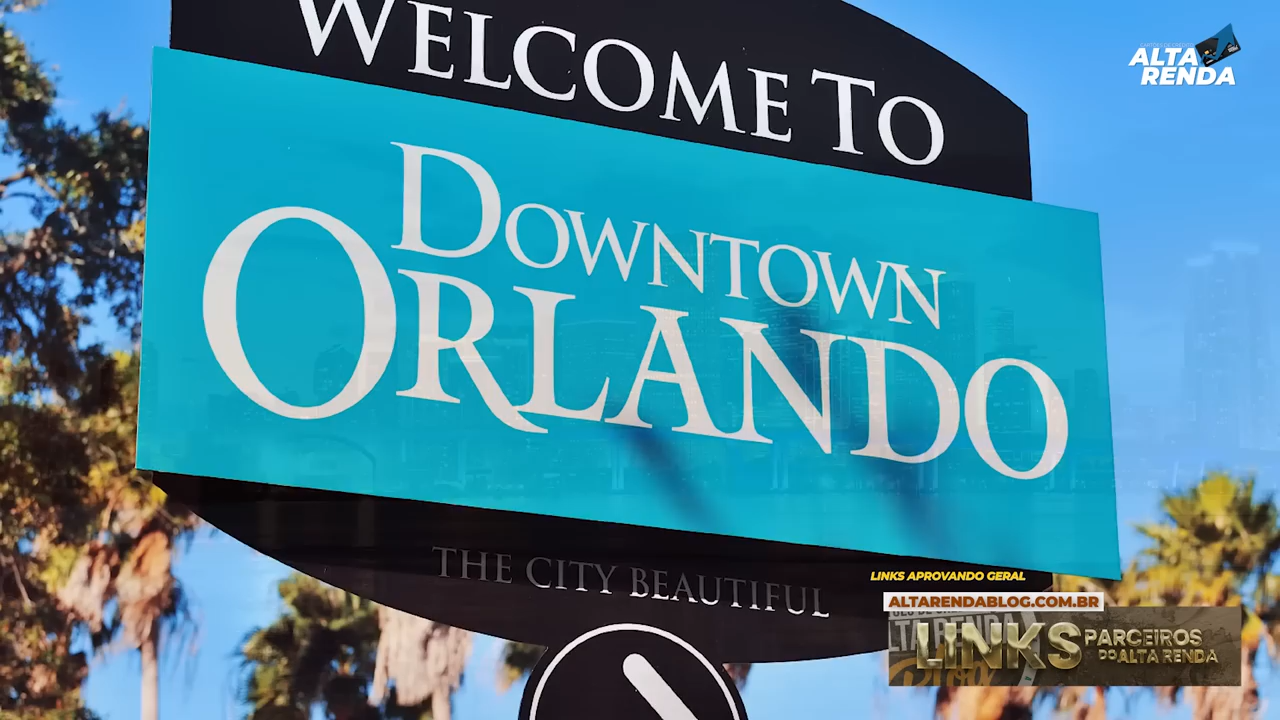 WELCOME TO
DOWNTOWN
ORLANDO
THE CITY BEAUTIFUL
ALTA
RENDA
LINKS APROVANDO GERAL
ALTARENDABLOG.COM.BR
LINKS PARCEIROS
DO ALTA RENDA